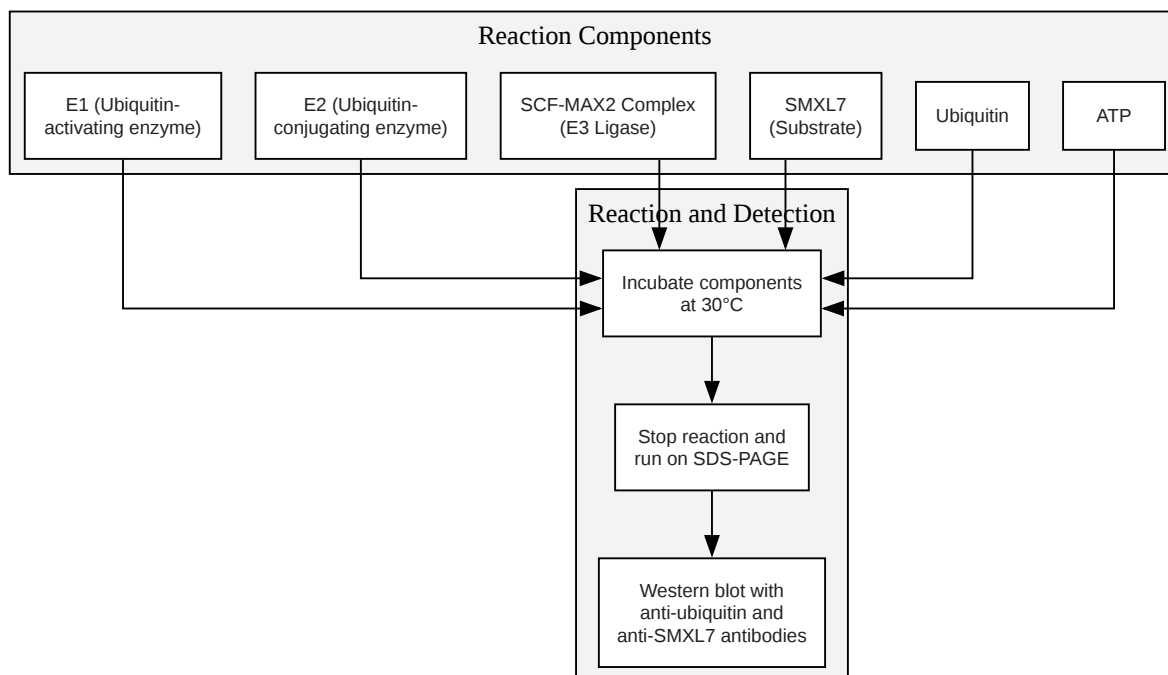 Reaction Components
E1 (Ubiquitin-
activating enzyme)
E2 (Ubiquitin-
conjugating enzyme)
SCF-MAX2 Complex
(E3 Ligase)
SMXL7
(Substrate)
Ubiquitin
ATP
Reaction and Detection
Incubate components
at 30°C
Stop reaction and
run on SDS-PAGE
Western blot with
anti-ubiquitin and
anti-SMXL7 antibodies